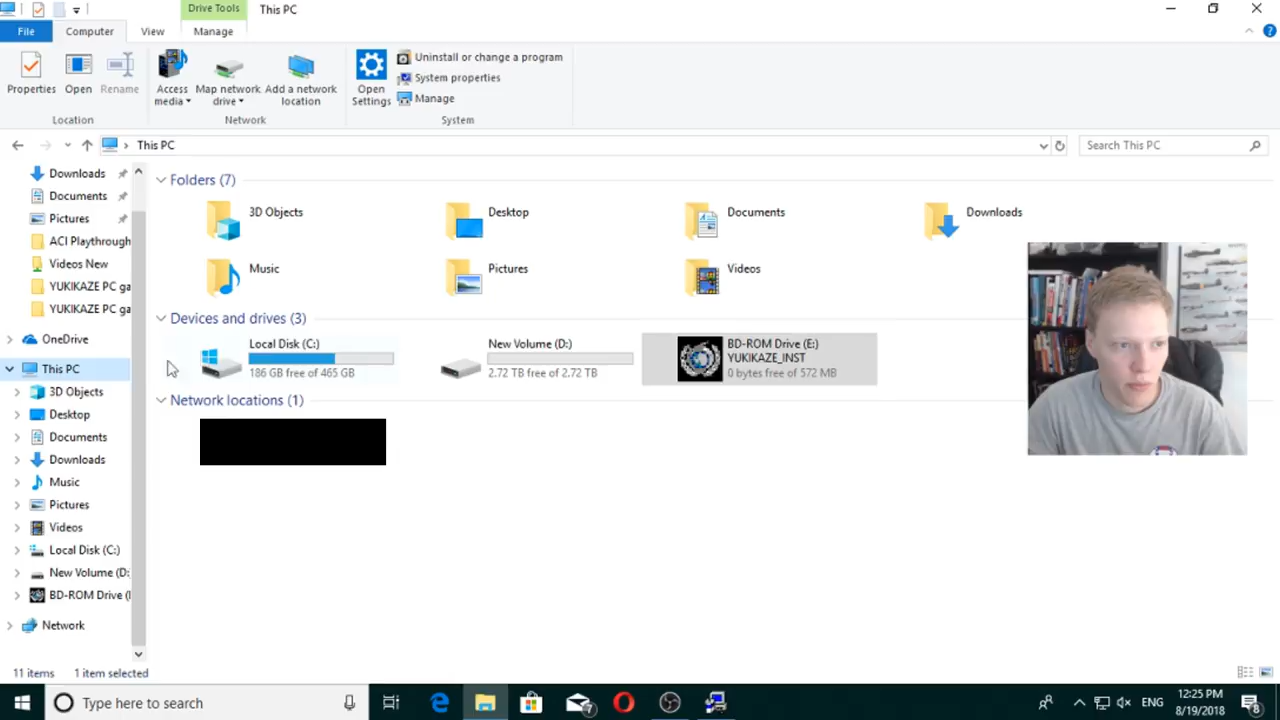 Drive Tools
This PC
File
Computer
View
Manage
Properties
Open
Rename
Access
media
Map network
drive
Add a network
location
Open
Settings
Uninstall or change a program
System properties
Manage
Location
Network
System
This PC
Search This PC
Downloads
Documents
Pictures
ACI Playthrough
Videos New
YUKIKAZE PC ga
YUKIKAZE PC ga
OneDrive
This PC
3D Objects
Desktop
Documents
Downloads
Music
Pictures
Videos
Local Disk (C:)
New Volume (D:
BD-ROM Drive (
Network
Folders (7)
3D Objects
Desktop
Documents
Downloads
Music
Pictures
Videos
Devices and drives (3)
Local Disk (C:)
186 GB free of 465 GB
New Volume (D:)
2.72 TB free of 2.72 TB
BD-ROM Drive (E:)
YUKIKAZE_INST
0 bytes free of 572 MB
Network locations (1)
11 items
1 item selected
Type here to search
7
ENG
12:25 PM
8/19/2018
8